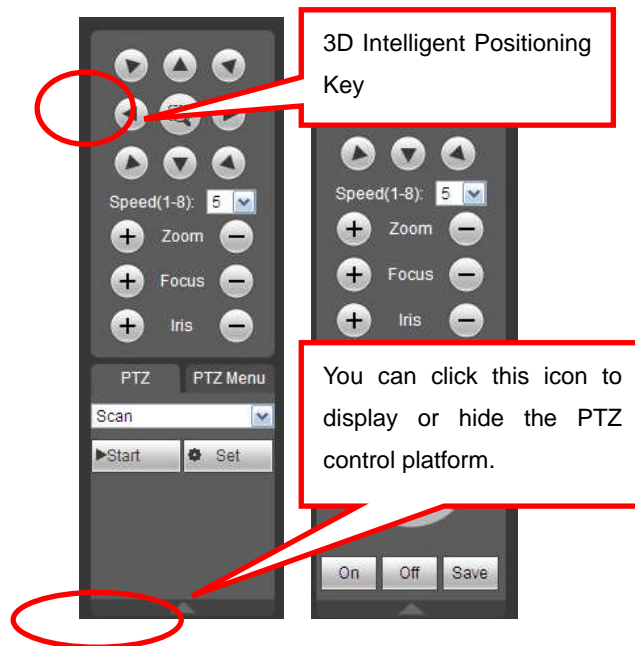 3D Intelligent Positioning
Key
Speed(1-8): 5
Zoom
Focus
Iris
PTZ PTZ Menu
Scan
Start Set
Speed(1-8): 5
Zoom
Focus
Iris
You can click this icon to
display or hide the PTZ
control platform.
On Off Save